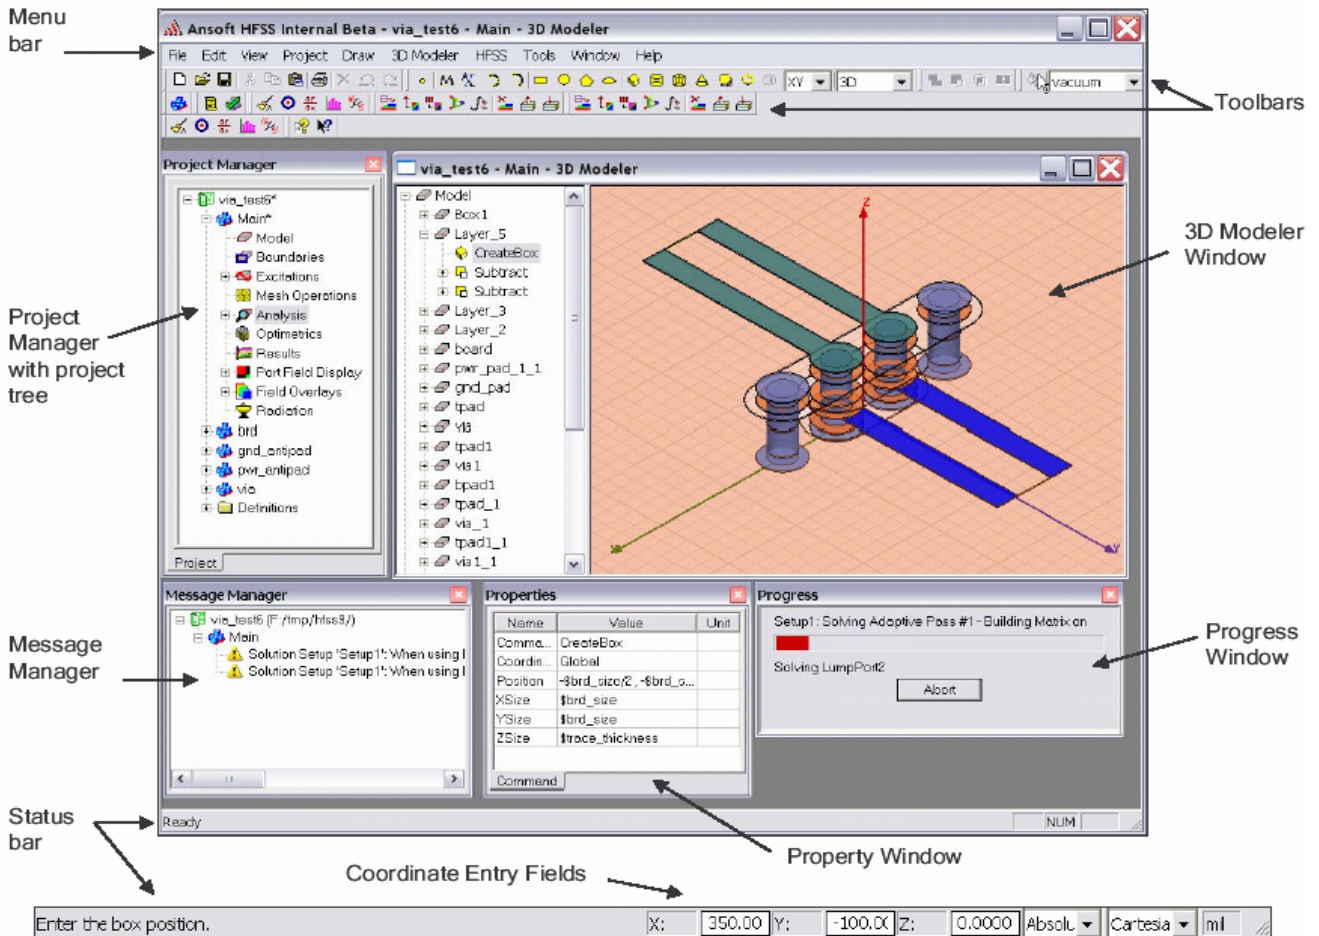 Menu
bar
Ansoft HFSS Internal Beta - via_test6 - Main - 3D Modeler
File Edit View Project Draw 3D Modeler HFSS Tools Window Help
XY 3D vacuum
Toolbars
Project Manager
via_test6*
Main*
Model
Boundaries
Excitations
Mesh Operations
Analysis
Optimetrics
Results
Port Field Display
Field Overlays
Radiation
brd
gnd_antipad
pwr_antipad
via
Definitions
Project
Project
Manager
with project
tree
via_test6 - Main - 3D Modeler
Model
Box1
Layer_5
CreateBox
Subtract
Subtract
Layer_3
Layer_2
board
pwr_pad_1_1
gnd_pad
tpad
via
tpad1
via1
bpad1
tpad_1
via_1
tpad1_1
via1_1
Z
Y
3D Modeler
Window
Message Manager
via_test6 (F:/tmp/hfss9/)
Main
Solution Setup 'Setup1': When using
Solution Setup 'Setup1': When using
Message
Manager
Properties
Name Value Unit
Comma... CreateBox
Coordin... Global
Position -$brd_size/2 , -$brd_s...
XSize $brd_size
YSize $brd_size
ZSize $trace_thickness
Command
Progress
Setup1: Solving Adaptive Pass #1 - Building Matrix on
Solving LumpPort2
Abort
Progress
Window
Status
bar
Ready
NUM
Property Window
Coordinate Entry Fields
Enter the box position.
X: 350.00 Y: -100.0( Z: 0.0000 Absolu Cartesia mil